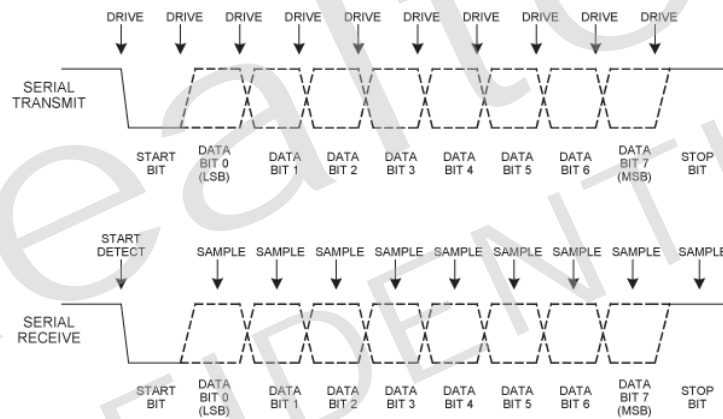 DRIVE DRIVE DRIVE DRIVE DRIVE DRIVE DRIVE DRIVE DRIVE DRIVE
SERIAL
TRANSMIT
START
BIT
DATA
BIT 0
(LSB)
DATA
BIT 1
DATA
BIT 2
DATA
BIT 3
DATA
BIT 4
DATA
BIT 5
DATA
BIT 6
DATA
BIT 7
(MSB)
STOP
BIT
START
DETECT
SAMPLE SAMPLE SAMPLE SAMPLE SAMPLE SAMPLE SAMPLE SAMPLE SAMPLE
SERIAL
RECEIVE
START
BIT
DATA
BIT 0
(LSB)
DATA
BIT 1
DATA
BIT 2
DATA
BIT 3
DATA
BIT 4
DATA
BIT 5
DATA
BIT 6
DATA
BIT 7
(MSB)
STOP
BIT